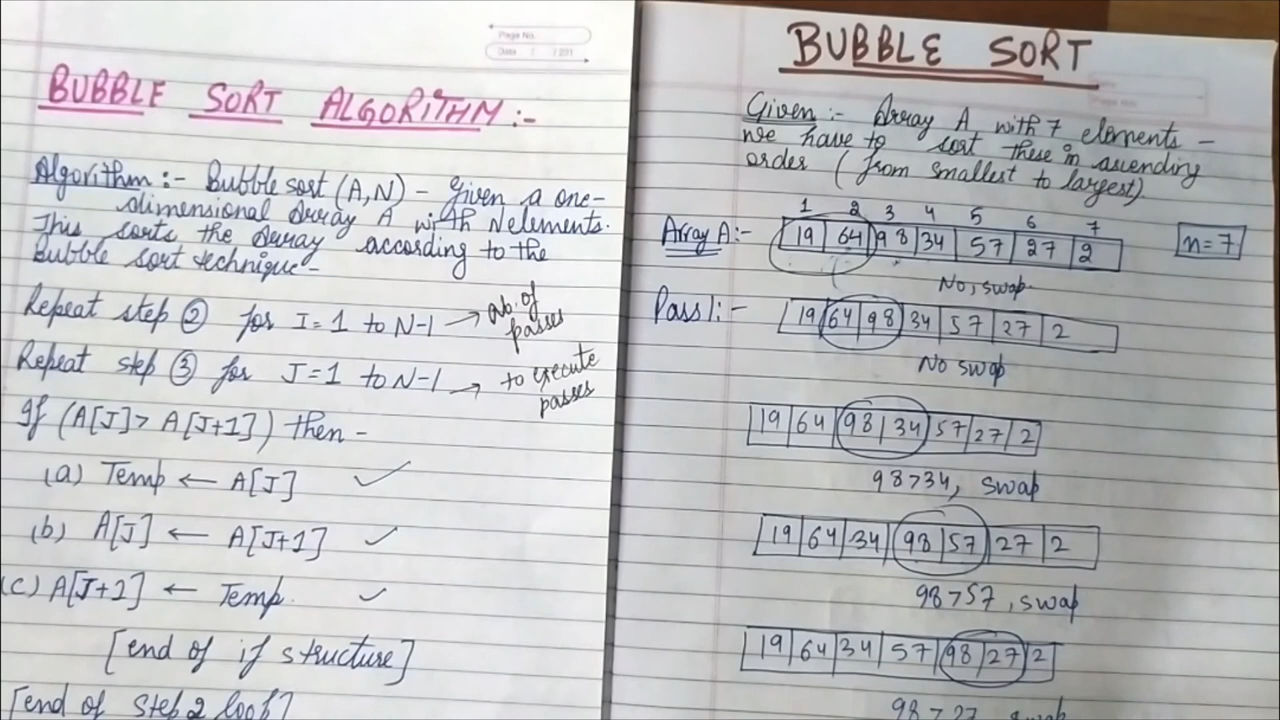 Page No.
Date / / 201
BUBBLE SORT ALGORITHM :-
Algorithm :- Bubble sort (A,N) - Given a one-
dimensional Array A with N elements.
This sorts the Array according to the
Bubble sort technique -
Repeat step ② for I = 1 to N-1 → no. of
passes
Repeat step ③ for J = 1 to N-1 → to execute
passes
If (A[J] > A[J+1]) then -
(a) Temp ← A[J] ✓
(b) A[J] ← A[J+1] ✓
(c) A[J+1] ← Temp. ✓
[end of if structure]
[end of step 2 loop]
BUBBLE SORT
Given :- Array A with 7 elements -
we have to sort these in ascending
order (from smallest to largest)
1 2 3 4 5 6 7
Array A :- 19 64 98 34 57 27 2 n=7
No, swap
Pass 1 :- 19 64 98 34 57 27 2
No swap
19 64 98 34 57 27 2
98>34, swap
19 64 34 98 57 27 2
98>57, swap
19 64 34 57 98 27 2
98>27 swap